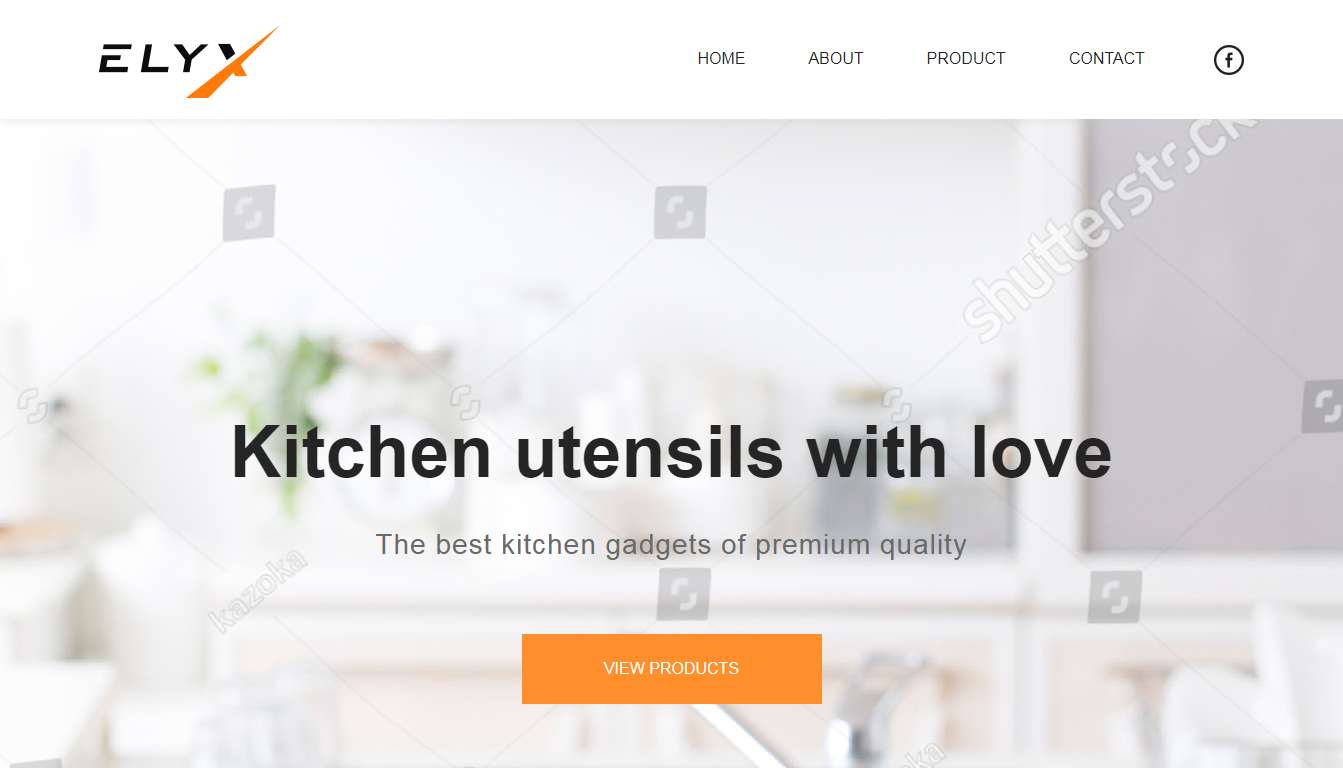 ELYX
HOME ABOUT PRODUCT CONTACT
shutterstock
Kitchen utensils with love
The best kitchen gadgets of premium quality
kazoka
VIEW PRODUCTS
kazoka